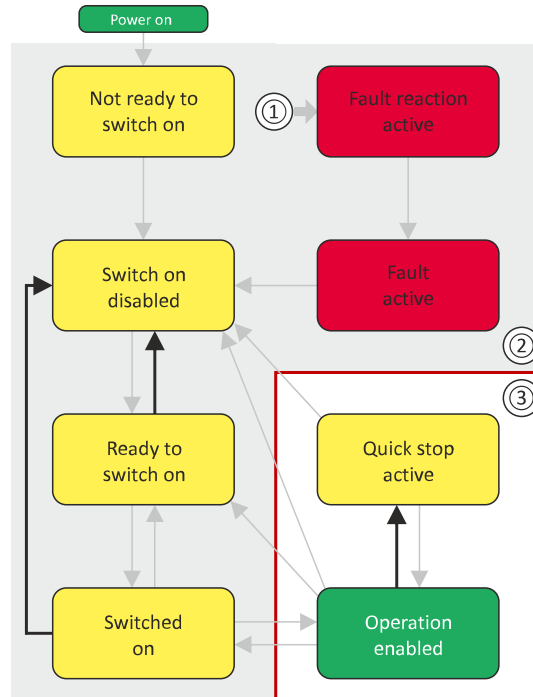 Power on
Not ready to
switch on
①
Fault reaction
active
Switch on
disabled
Fault
active
②
③
Ready to
switch on
Quick stop
active
Switched
on
Operation
enabled